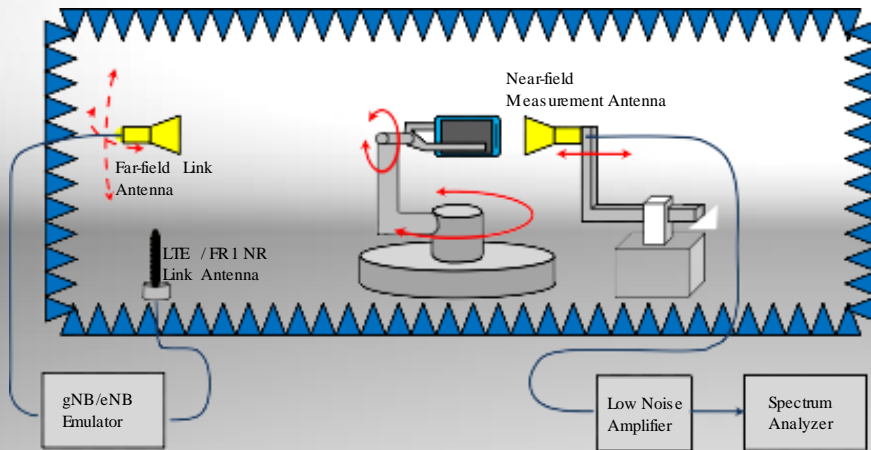 Near-field
Measurement Antenna
Far-field Link
Antenna
LTE / FR1 NR
Link Antenna
gNB/eNB
Emulator
Low Noise
Amplifier
Spectrum
Analyzer